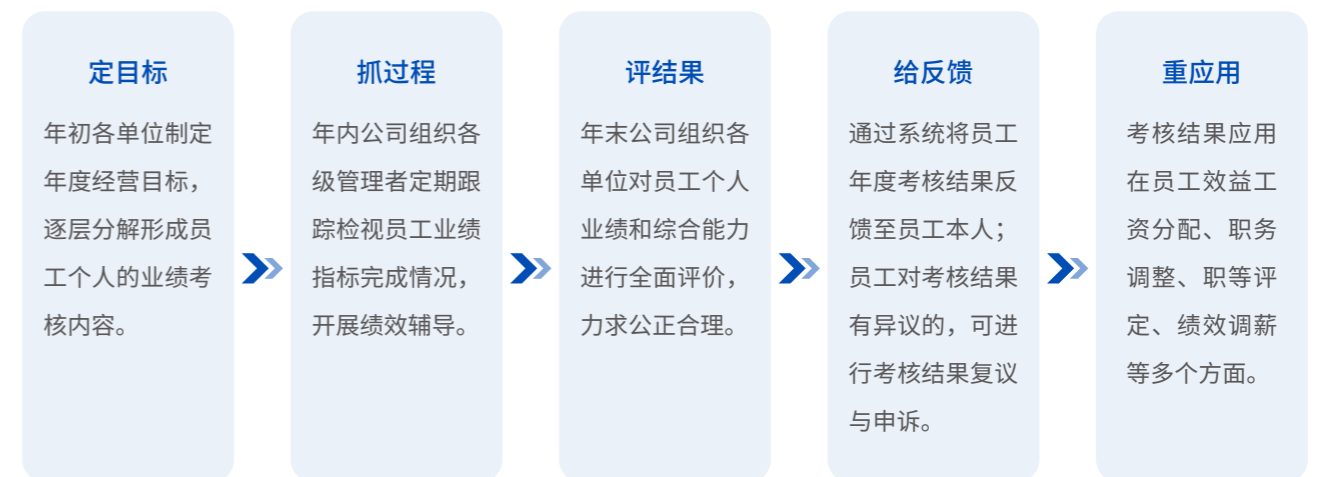 定目标
年初各单位制定
年度经营目标，
逐层分解形成员
工个人的业绩考
核内容。
抓过程
年内公司组织各
级管理者定期跟
踪检视员工业绩
指标完成情况，
开展绩效辅导。
评结果
年末公司组织各
单位对员工个人
业绩和综合能力
进行全面评价，
力求公正合理。
给反馈
通过系统将员工
年度考核结果反
馈至员工本人；
员工对考核结果
有异议的，可进
行考核结果复议
与申诉。
重应用
考核结果应用
在员工效益工
资分配、职务
调整、职等评
定、绩效调薪
等多个方面。